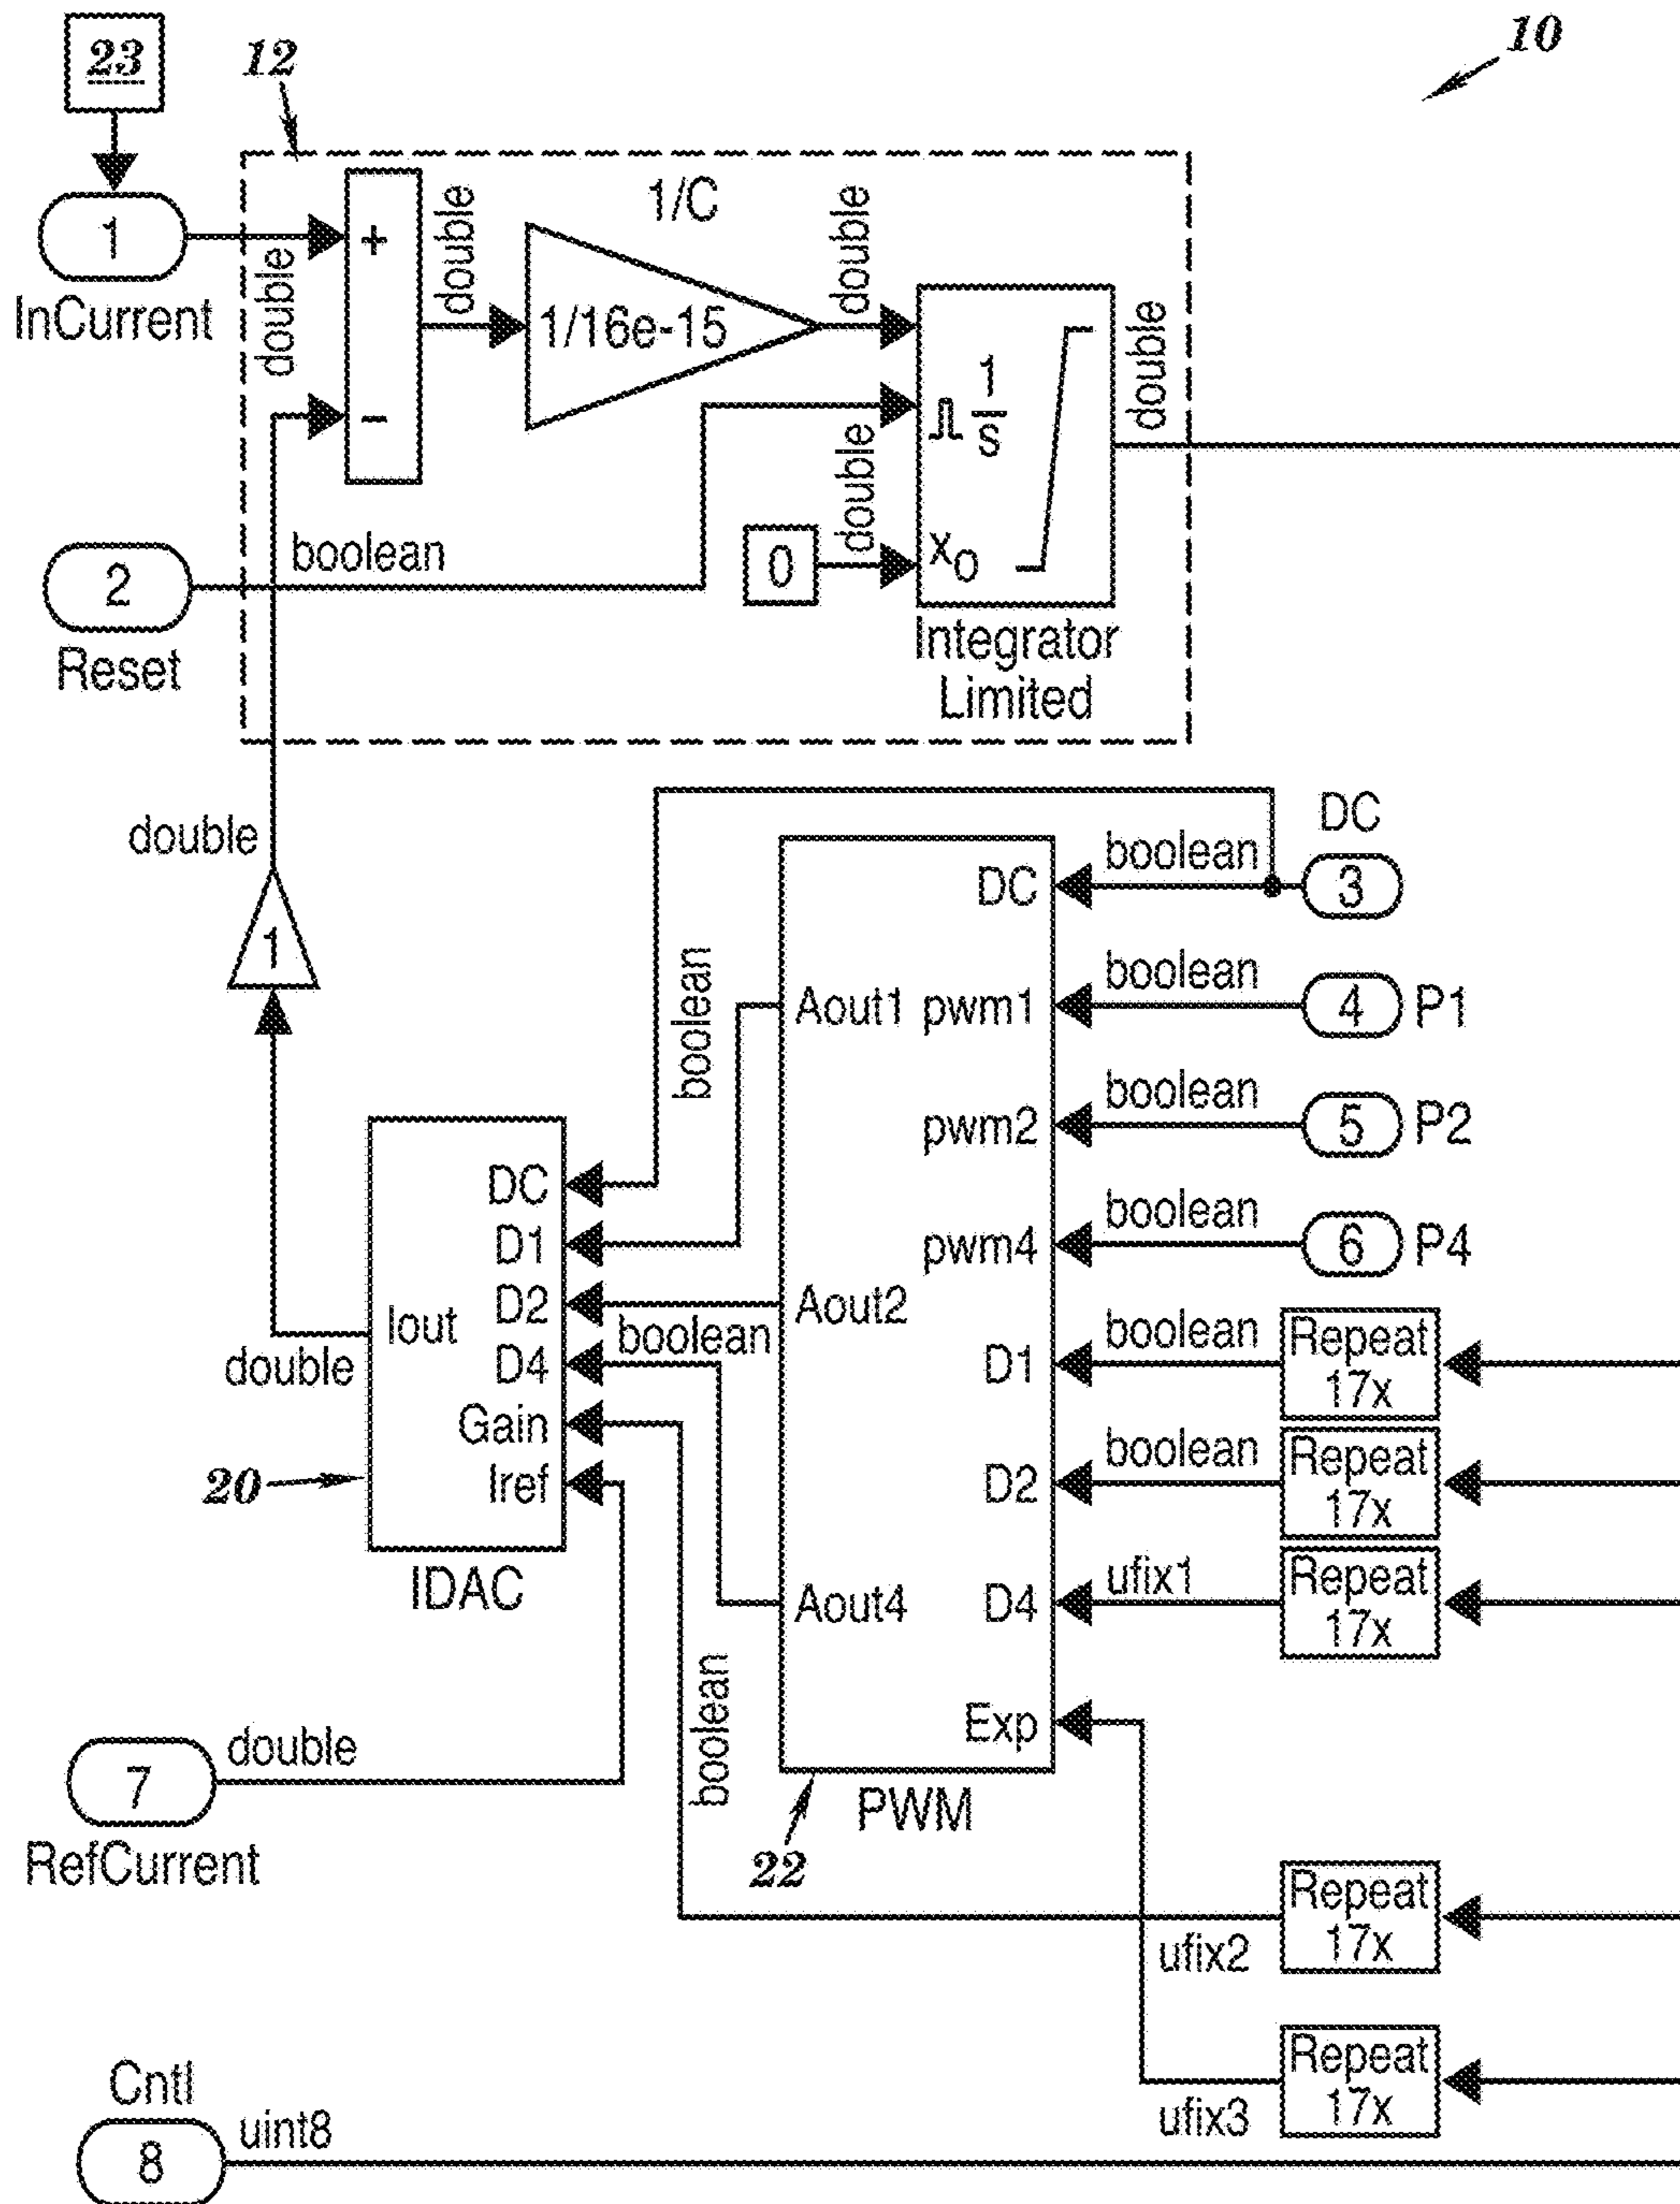 23
12
10
1
InCurrent
double
+
−
double
1/C
1/16e-15
double
1
s
double
x0
0
double
Integrator
Limited
2
Reset
boolean
double
1
DC
3
boolean
DC
boolean
Aout1
pwm1
boolean
4
P1
pwm2
boolean
5
P2
pwm4
boolean
6
P4
DC
D1
D2
D4
Gain
Iref
Iout
double
20
IDAC
boolean
Aout2
D1
boolean
Repeat
17x
D2
boolean
Repeat
17x
Aout4
D4
ufix1
Repeat
17x
Exp
boolean
PWM
22
7
RefCurrent
double
ufix2
Repeat
17x
ufix3
Repeat
17x
Cntl
8
uint8